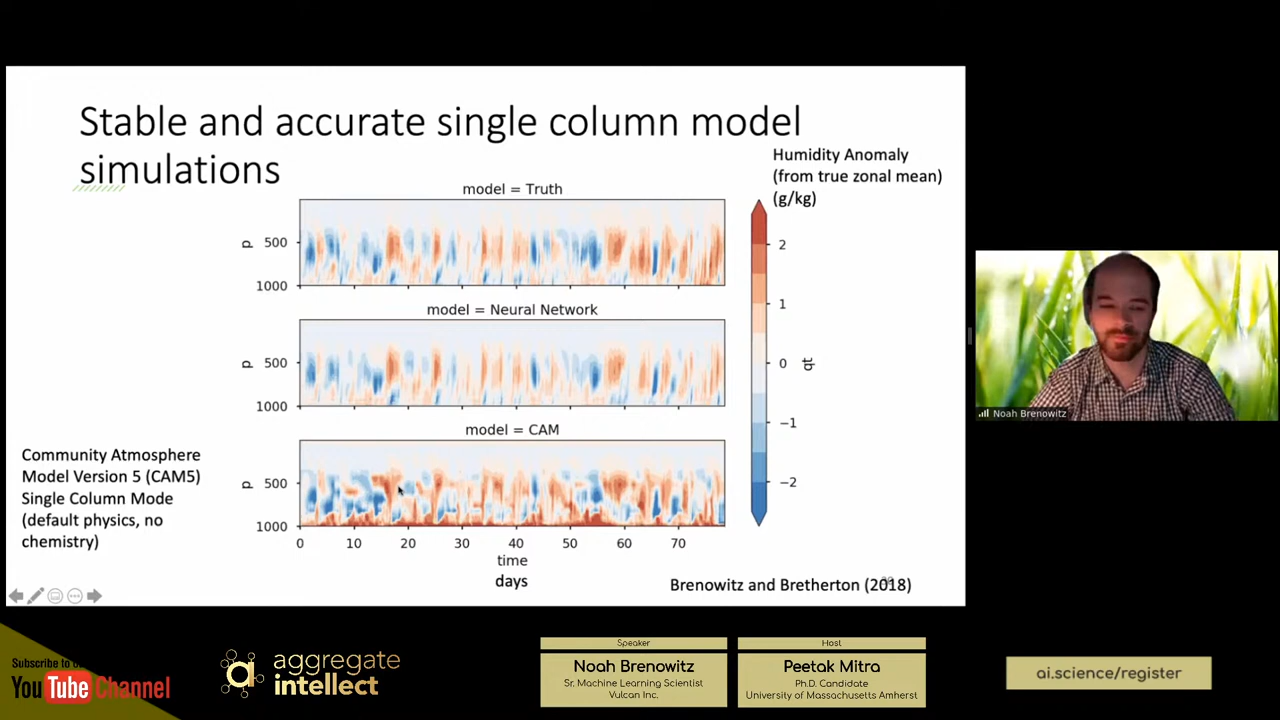 Stable and accurate single column model
simulations
Humidity Anomaly
(from true zonal mean)
(g/kg)
model = Truth
p
500
1000
model = Neural Network
p
500
1000
model = CAM
p
500
1000
0 10 20 30 40 50 60 70
time
days
2
1
0
−1
−2
qt
Community Atmosphere
Model Version 5 (CAM5)
Single Column Mode
(default physics, no
chemistry)
Brenowitz and Bretherton (2018)
Noah Brenowitz
Subscribe to
YouTube Channel
aggregate
intellect
Speaker
Noah Brenowitz
Sr. Machine Learning Scientist
Vulcan Inc.
Host
Peetak Mitra
Ph.D. Candidate
University of Massachusetts Amherst
ai.science/register